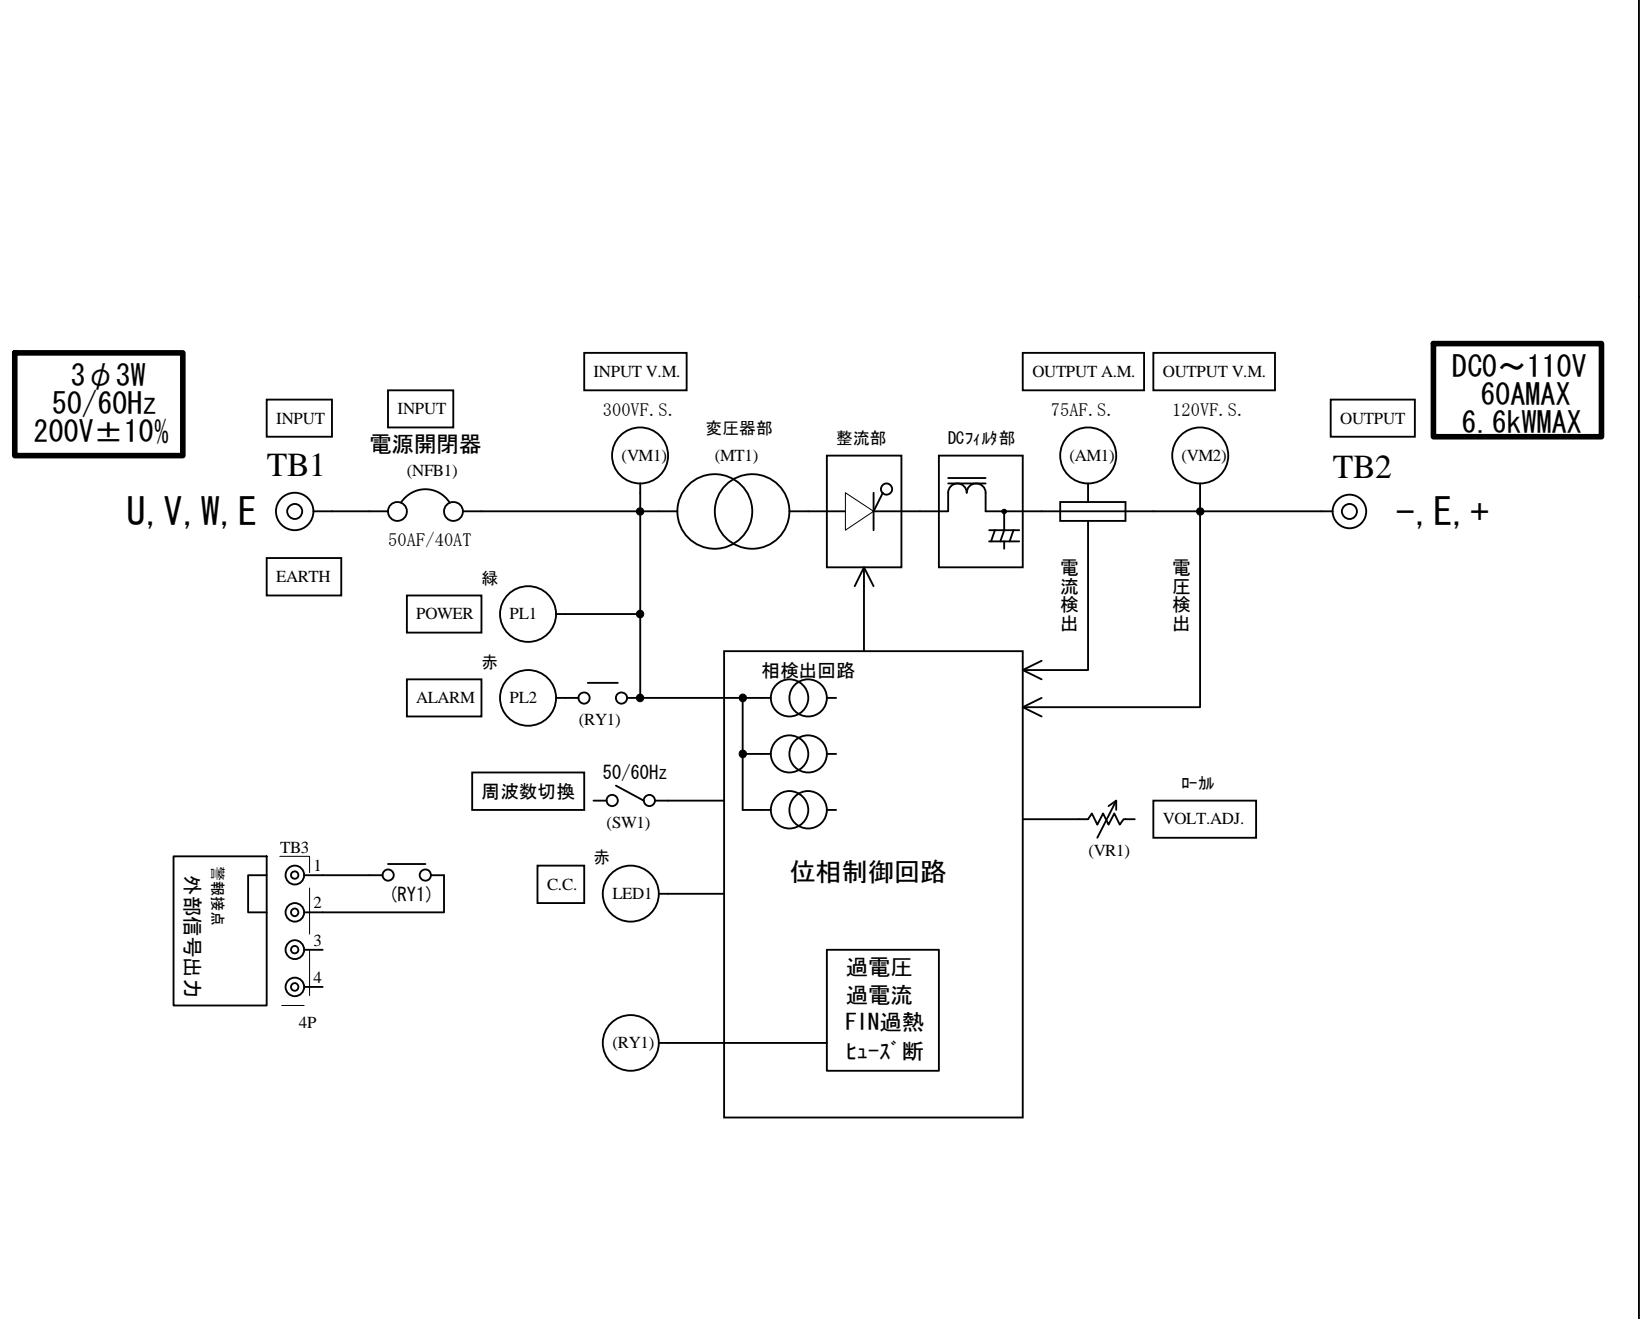 3φ3W
50/60Hz
200V±10%
INPUT
TB1
U,V,W,E
EARTH
INPUT
電源開閉器
(NFB1)
50AF/40AT
INPUT V.M.
300VF.S.
(VM1)
変圧器部
(MT1)
整流部
DCフィルタ部
OUTPUT A.M.
75AF.S.
(AM1)
OUTPUT V.M.
120VF.S.
(VM2)
OUTPUT
TB2
-,E,+
DC0～110V
60AMAX
6.6kWMAX
電流検出
電圧検出
緑
POWER
PL1
赤
ALARM
PL2
(RY1)
相検出回路
周波数切換
50/60Hz
(SW1)
ローカル
VOLT.ADJ.
(VR1)
位相制御回路
赤
C.C.
LED1
TB3
1
2
3
4
4P
(RY1)
警報接点
外部信号出力
(RY1)
過電圧
過電流
FIN過熱
ヒューズ断